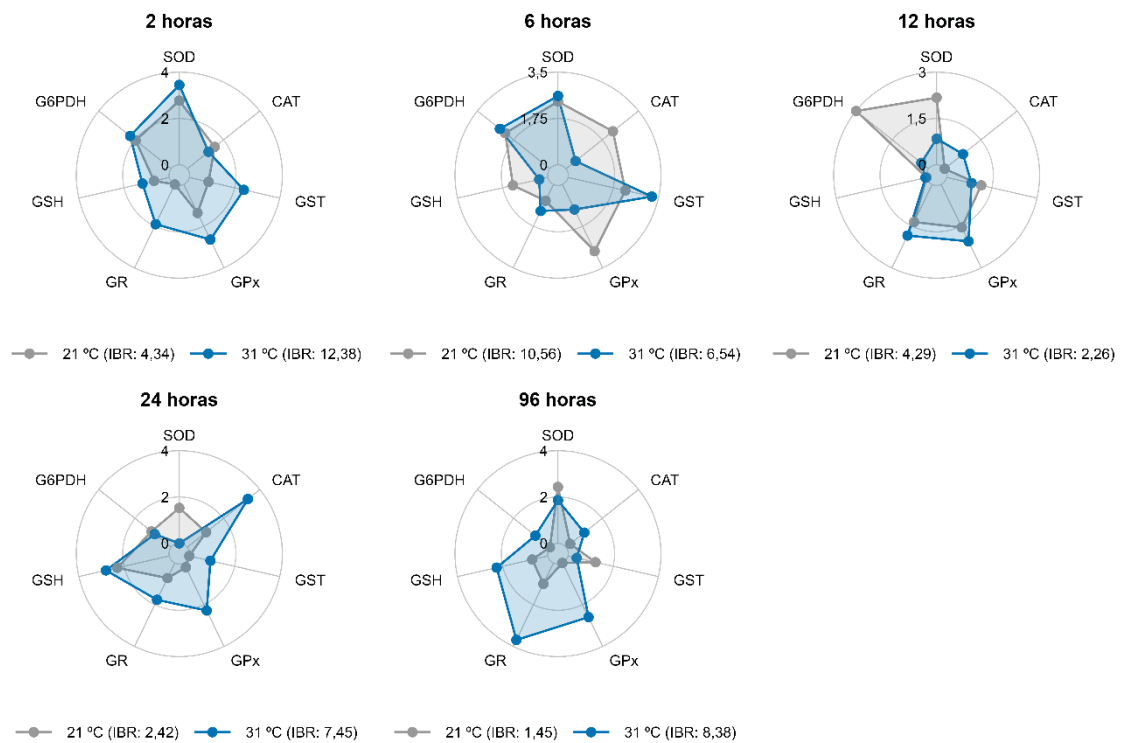 2 horas
SOD
4
2
0
CAT
GST
GPx
GR
GSH
G6PDH
21 ºC (IBR: 4,34) 31 ºC (IBR: 12,38)
6 horas
SOD
3,5
1,75
0
CAT
GST
GPx
GR
GSH
G6PDH
21 ºC (IBR: 10,56) 31 ºC (IBR: 6,54)
12 horas
SOD
3
1,5
0
CAT
GST
GPx
GR
GSH
G6PDH
21 ºC (IBR: 4,29) 31 ºC (IBR: 2,26)
24 horas
SOD
4
2
0
CAT
GST
GPx
GR
GSH
G6PDH
21 ºC (IBR: 2,42) 31 ºC (IBR: 7,45)
96 horas
SOD
4
2
0
CAT
GST
GPx
GR
GSH
G6PDH
21 ºC (IBR: 1,45) 31 ºC (IBR: 8,38)